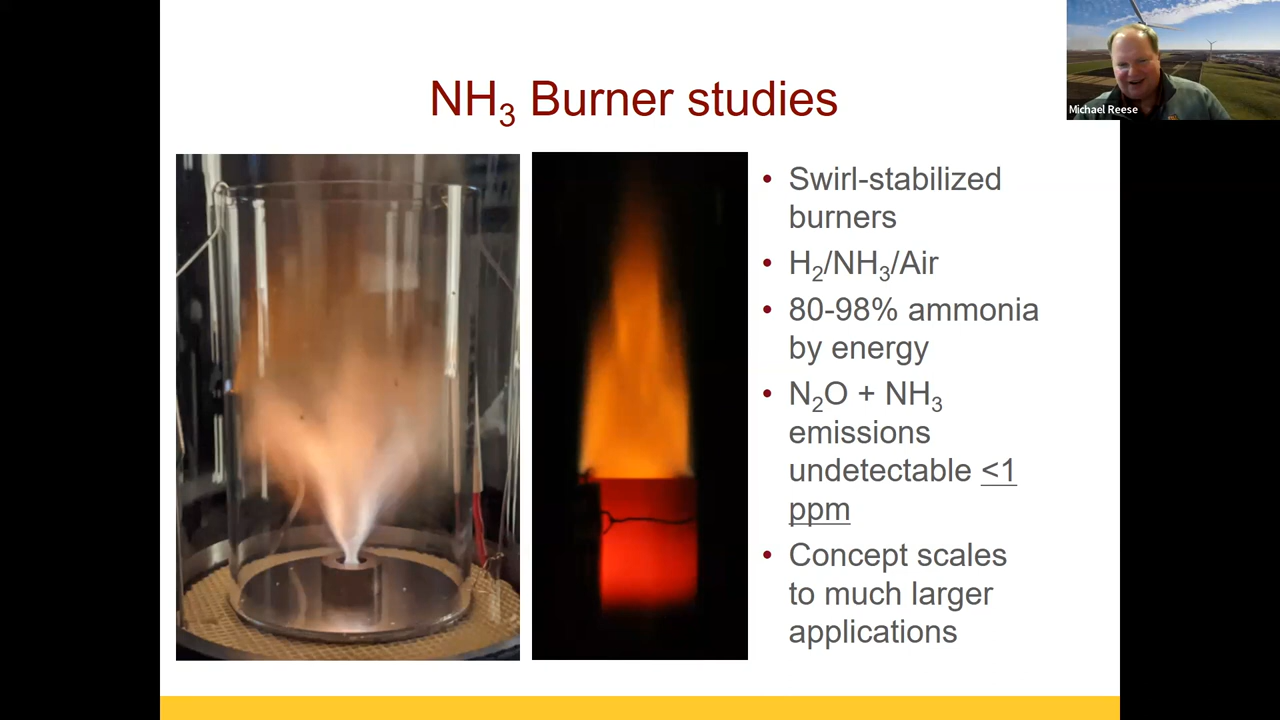 NH₃ Burner studies
Michael Reese
• Swirl-stabilized
burners
• H₂/NH₃/Air
• 80-98% ammonia
by energy
• N₂O + NH₃
emissions
undetectable <1
ppm
• Concept scales
to much larger
applications